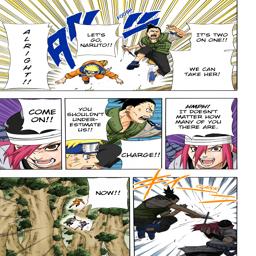 IT'S TWO
ON ONE!!
WE CAN
TAKE HER!
LET'S
GO,
NARUTO!!
ALRIGHT!!
HMPH!!
IT DOESN'T
MATTER HOW
MANY OF YOU
THERE ARE.
YOU
SHOULDN'T
UNDER-
ESTIMATE
US!!
CHARGE!!
COME
ON!!
NOW!!